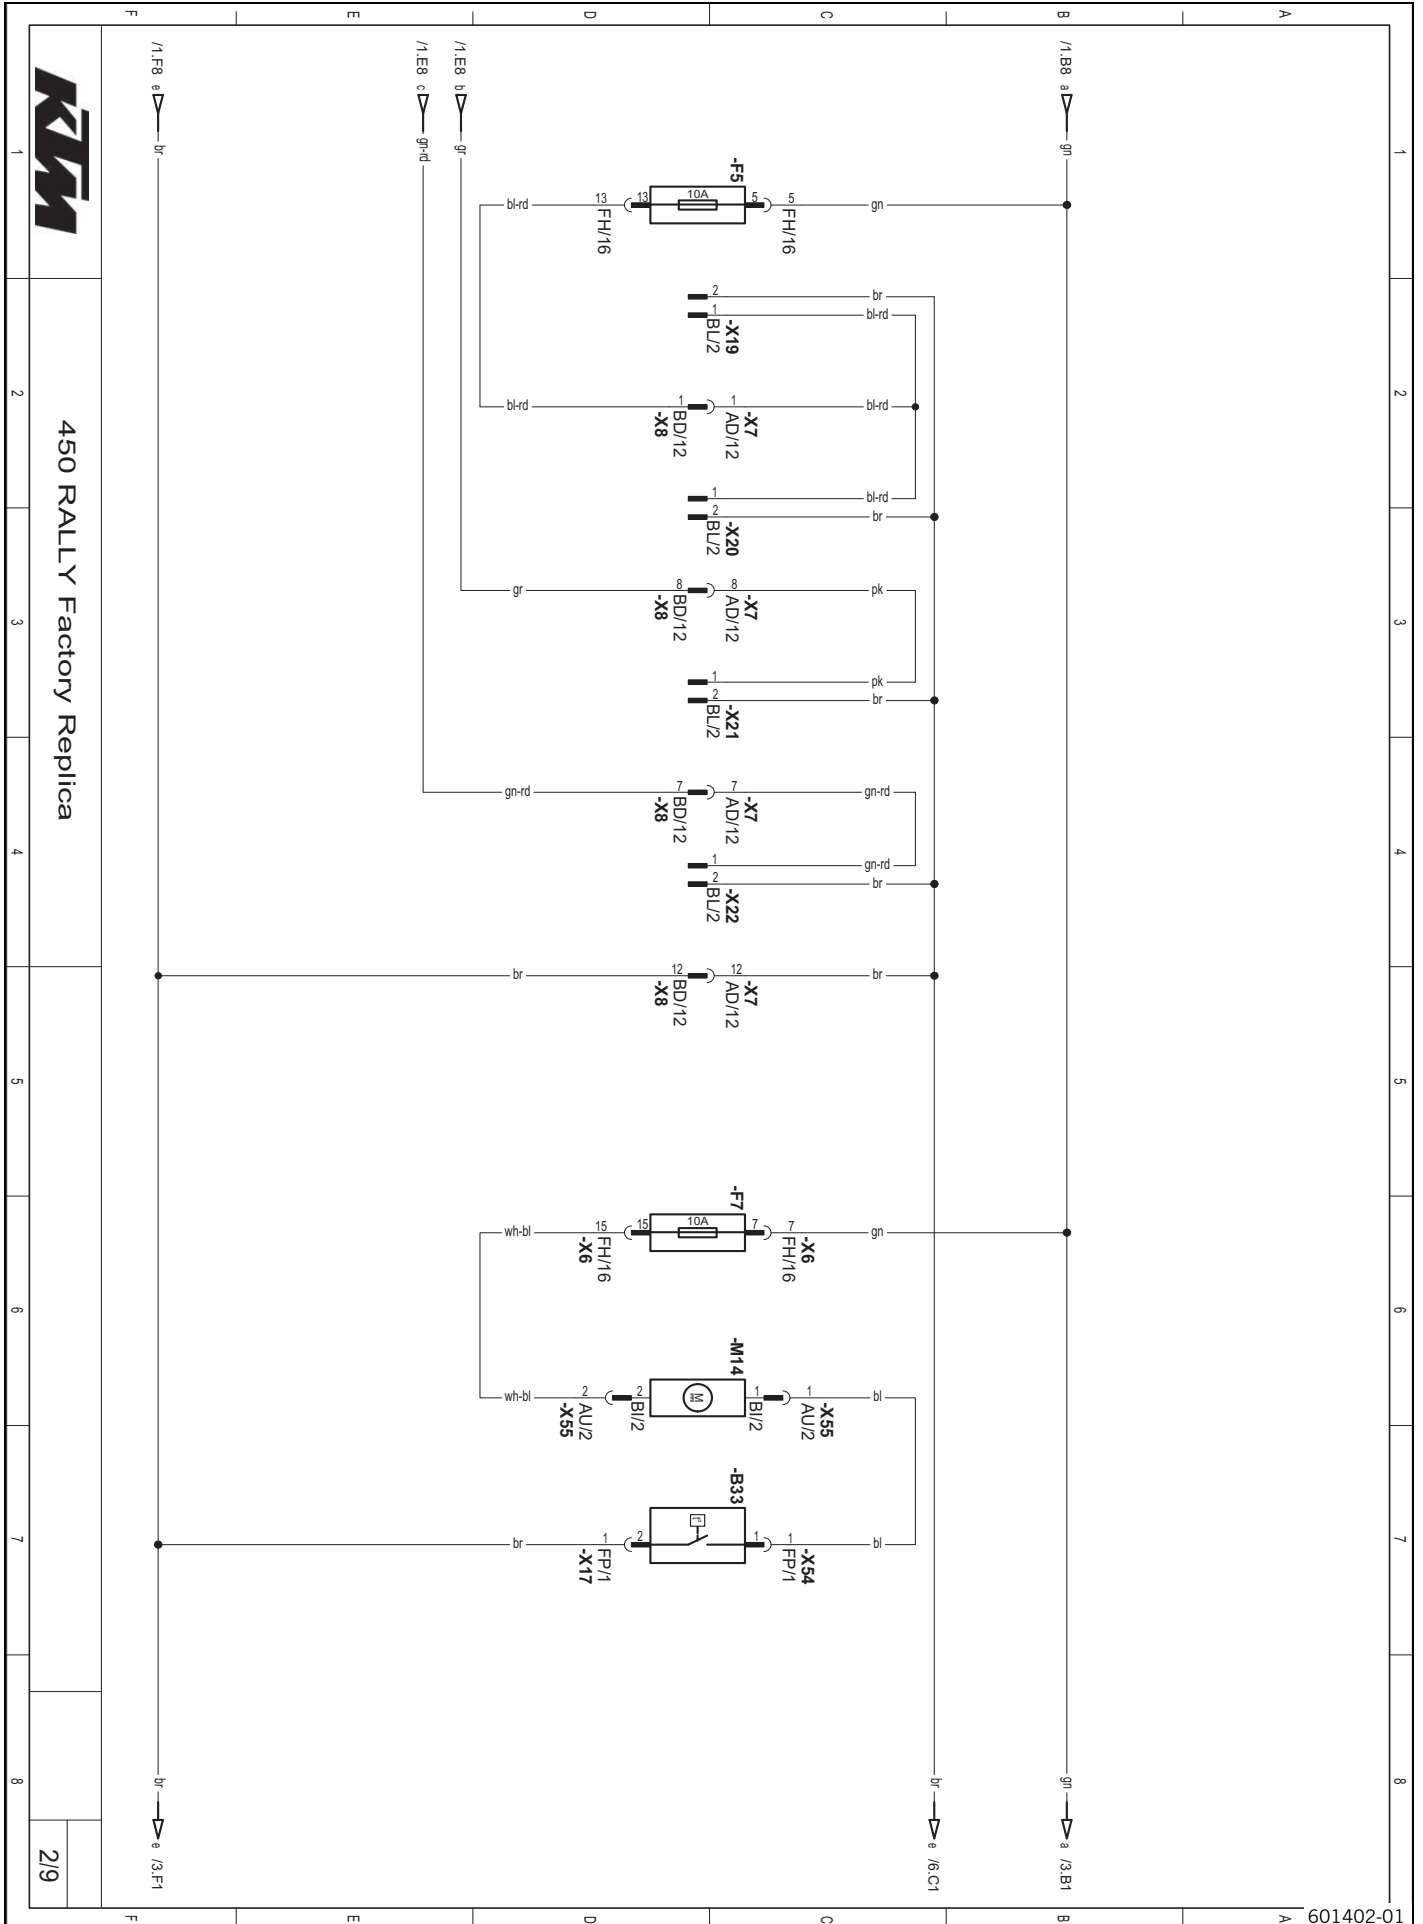 A
B
C
D
E
F
1
2
3
4
5
6
7
8
/1.B8 a
gn
gn
a /3.B1
br
e /6.C1
/1.E8 b
gr
/1.E8 c
gn-rd
/1.F8 e
br
br
e /3.F1
-F5
10A
13
5
13
FH/16
5
FH/16
bl-rd
gn
2
1
BL/2
-X19
br
bl-rd
bl-rd
1
BD/12
-X8
1
AD/12
-X7
bl-rd
1
2
BL/2
-X20
bl-rd
br
gr
8
BD/12
-X8
8
AD/12
-X7
pk
1
2
BL/2
-X21
pk
br
gn-rd
7
BD/12
-X8
7
AD/12
-X7
gn-rd
1
2
BL/2
-X22
gn-rd
br
br
12
BD/12
-X8
12
AD/12
-X7
br
-F7
10A
15
7
wh-bl
15
FH/16
-X6
7
FH/16
-X6
gn
-M14
M
2
BI/2
1
BI/2
wh-bl
2
AU/2
-X55
1
AU/2
-X55
bl
-B33
t°
2
1
br
1
FP/1
-X17
1
FP/1
-X54
bl
KTM
450 RALLY Factory Replica
2/9
1
2
3
4
5
6
7
8
A
B
C
D
E
F
601402-01